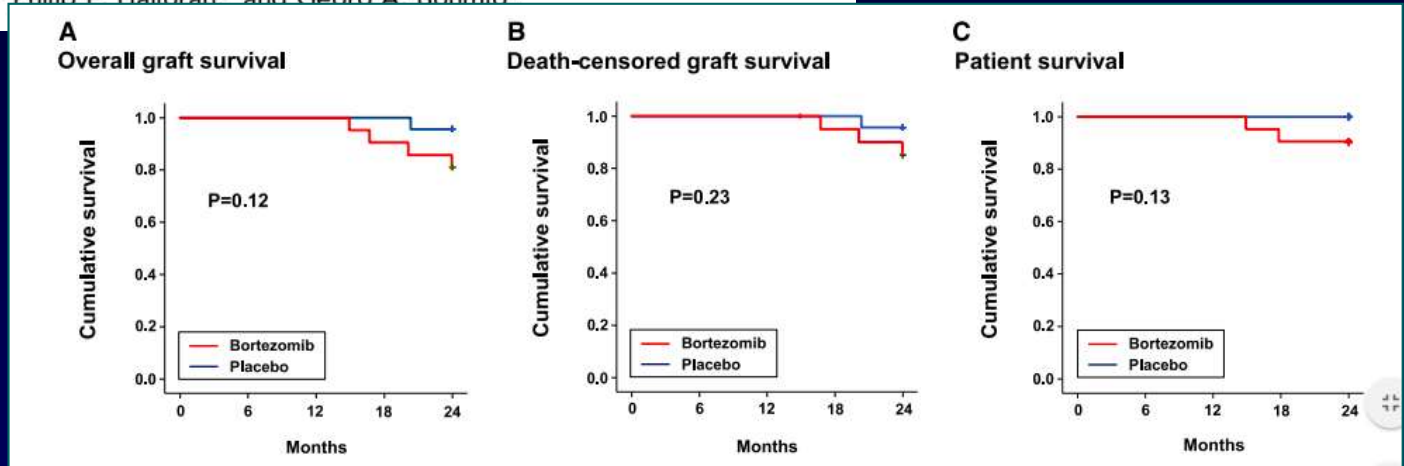 A
Overall graft survival
Cumulative survival
1.0
0.8
0.6
0.4
0.2
0.0
P=0.12
Bortezomib
Placebo
0 6 12 18 24
Months
B
Death-censored graft survival
Cumulative survival
1.0
0.8
0.6
0.4
0.2
0.0
P=0.23
Bortezomib
Placebo
0 6 12 18 24
Months
C
Patient survival
Cumulative survival
1.0
0.8
0.6
0.4
0.2
0.0
P=0.13
Bortezomib
Placebo
0 6 12 18 24
Months